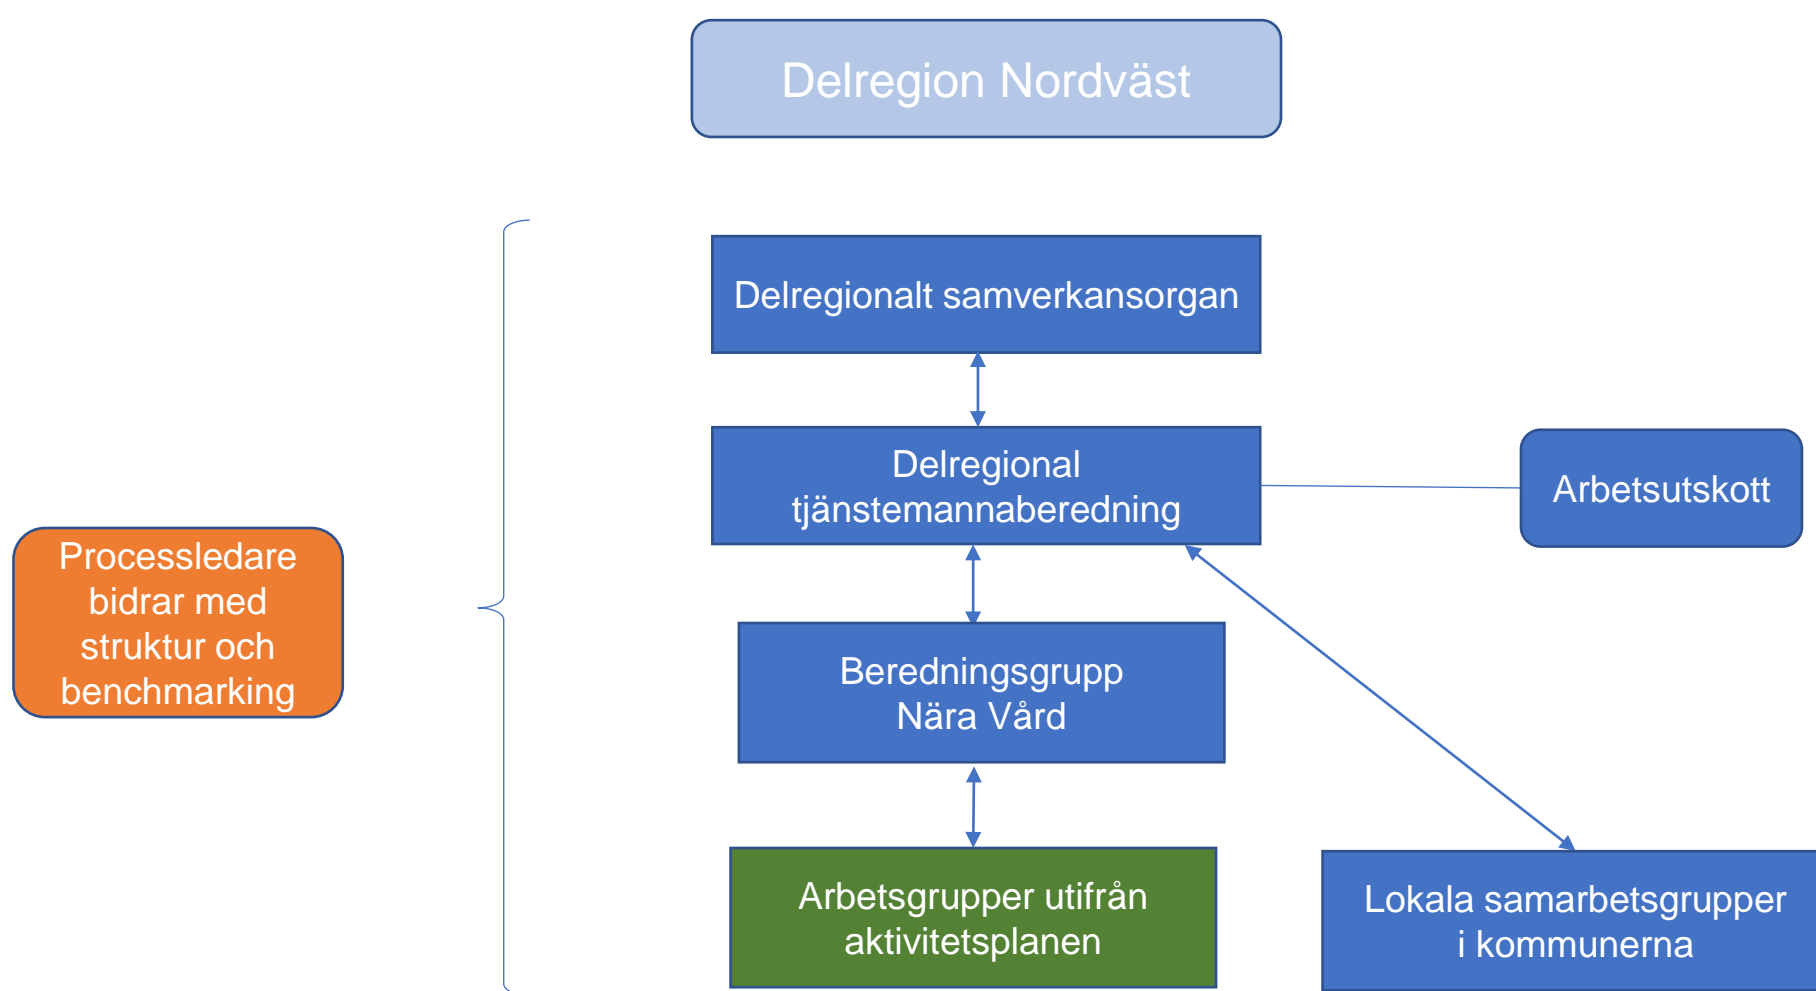 Delregion Nordväst
Delregionalt samverkansorgan
Delregional
tjänstemannaberedning
Arbetsutskott
Processledare
bidrar med
struktur och
benchmarking
Beredningsgrupp
Nära Vård
Arbetsgrupper utifrån
aktivitetsplanen
Lokala samarbetsgrupper
i kommunerna